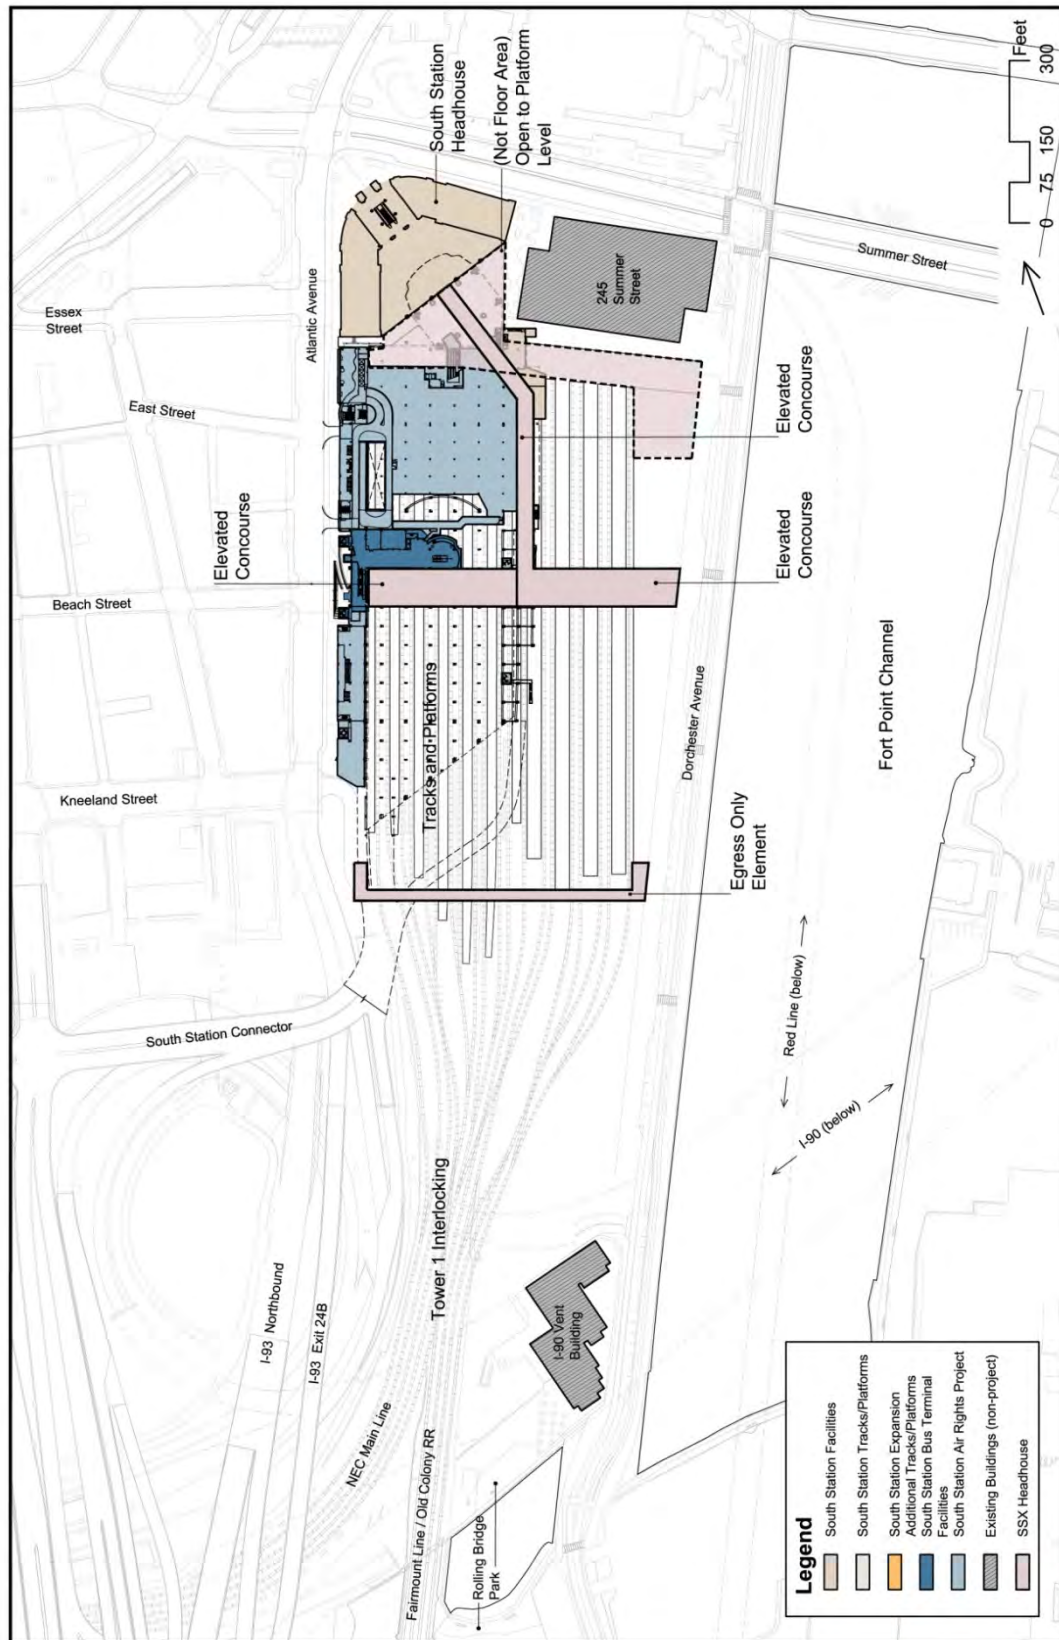 South Station
Headhouse
(Not Floor Area)
Open to Platform
Level
Feet
0 75 150 300
Essex
Street
Atlantic Avenue
245
Summer
Street
Summer Street
East Street
Elevated
Concourse
Elevated
Concourse
Elevated
Concourse
Beach Street
Tracks and Platforms
Dorchester Avenue
Fort Point Channel
Kneeland Street
Egress Only
Element
South Station Connector
Red Line (below)
I-90 (below)
Tower 1 Interlocking
I-93 Northbound
I-93 Exit 24B
I-90 Vent
Building
NEC Main Line
Fairmount Line / Old Colony RR
Rolling Bridge
Park
Legend
South Station Facilities
South Station Tracks/Platforms
South Station Expansion
Additional Tracks/Platforms
South Station Bus Terminal
Facilities
South Station Air Rights Project
Existing Buildings (non-project)
SSX Headhouse